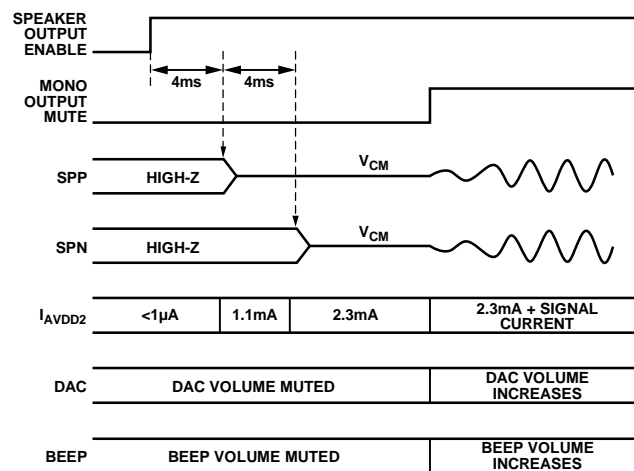 SPEAKER
OUTPUT
ENABLE
4ms 4ms
MONO
OUTPUT
MUTE
SPP HIGH-Z VCM
SPN HIGH-Z VCM
IAVDD2 <1µA 1.1mA 2.3mA 2.3mA + SIGNAL
CURRENT
DAC DAC VOLUME MUTED DAC VOLUME
INCREASES
BEEP BEEP VOLUME MUTED BEEP VOLUME
INCREASES